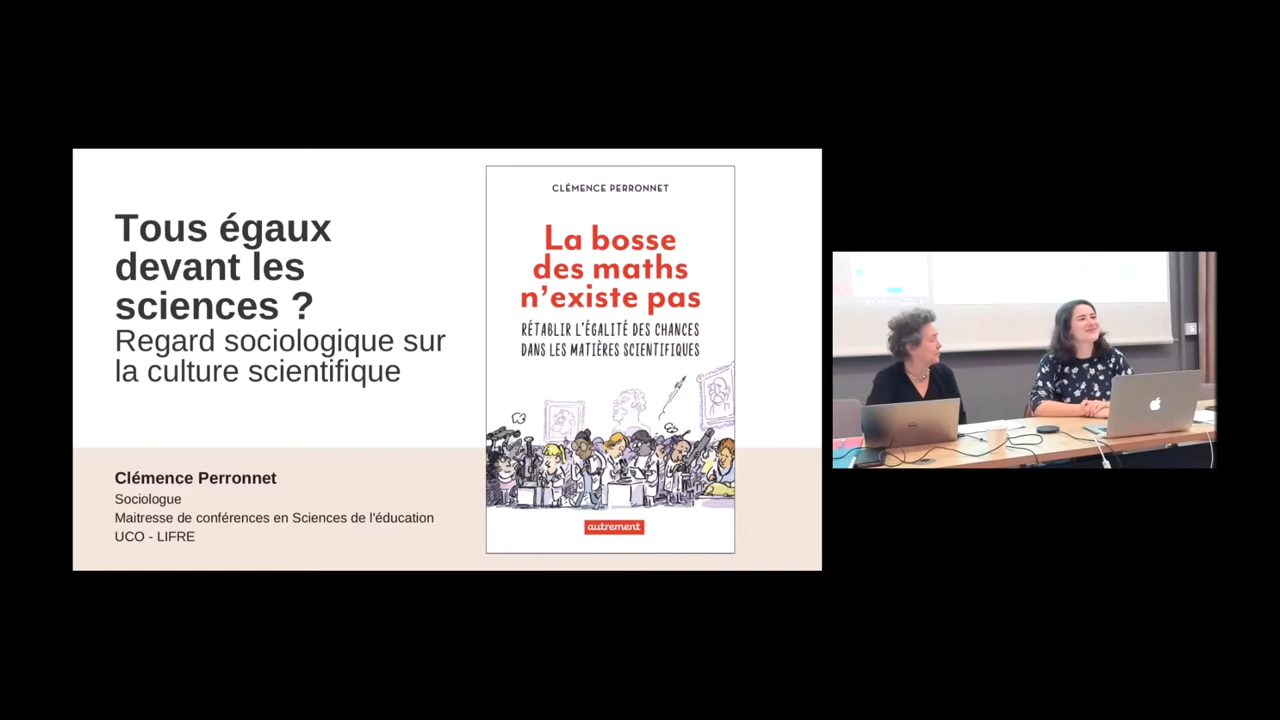 Tous égaux
devant les
sciences ?
Regard sociologique sur
la culture scientifique
Clémence Perronnet
Sociologue
Maitresse de conférences en Sciences de l'éducation
UCO - LIFRE
CLÉMENCE PERRONNET
La bosse
des maths
n'existe pas
RÉTABLIR L'ÉGALITÉ DES CHANCES
DANS LES MATIÈRES SCIENTIFIQUES
autrement